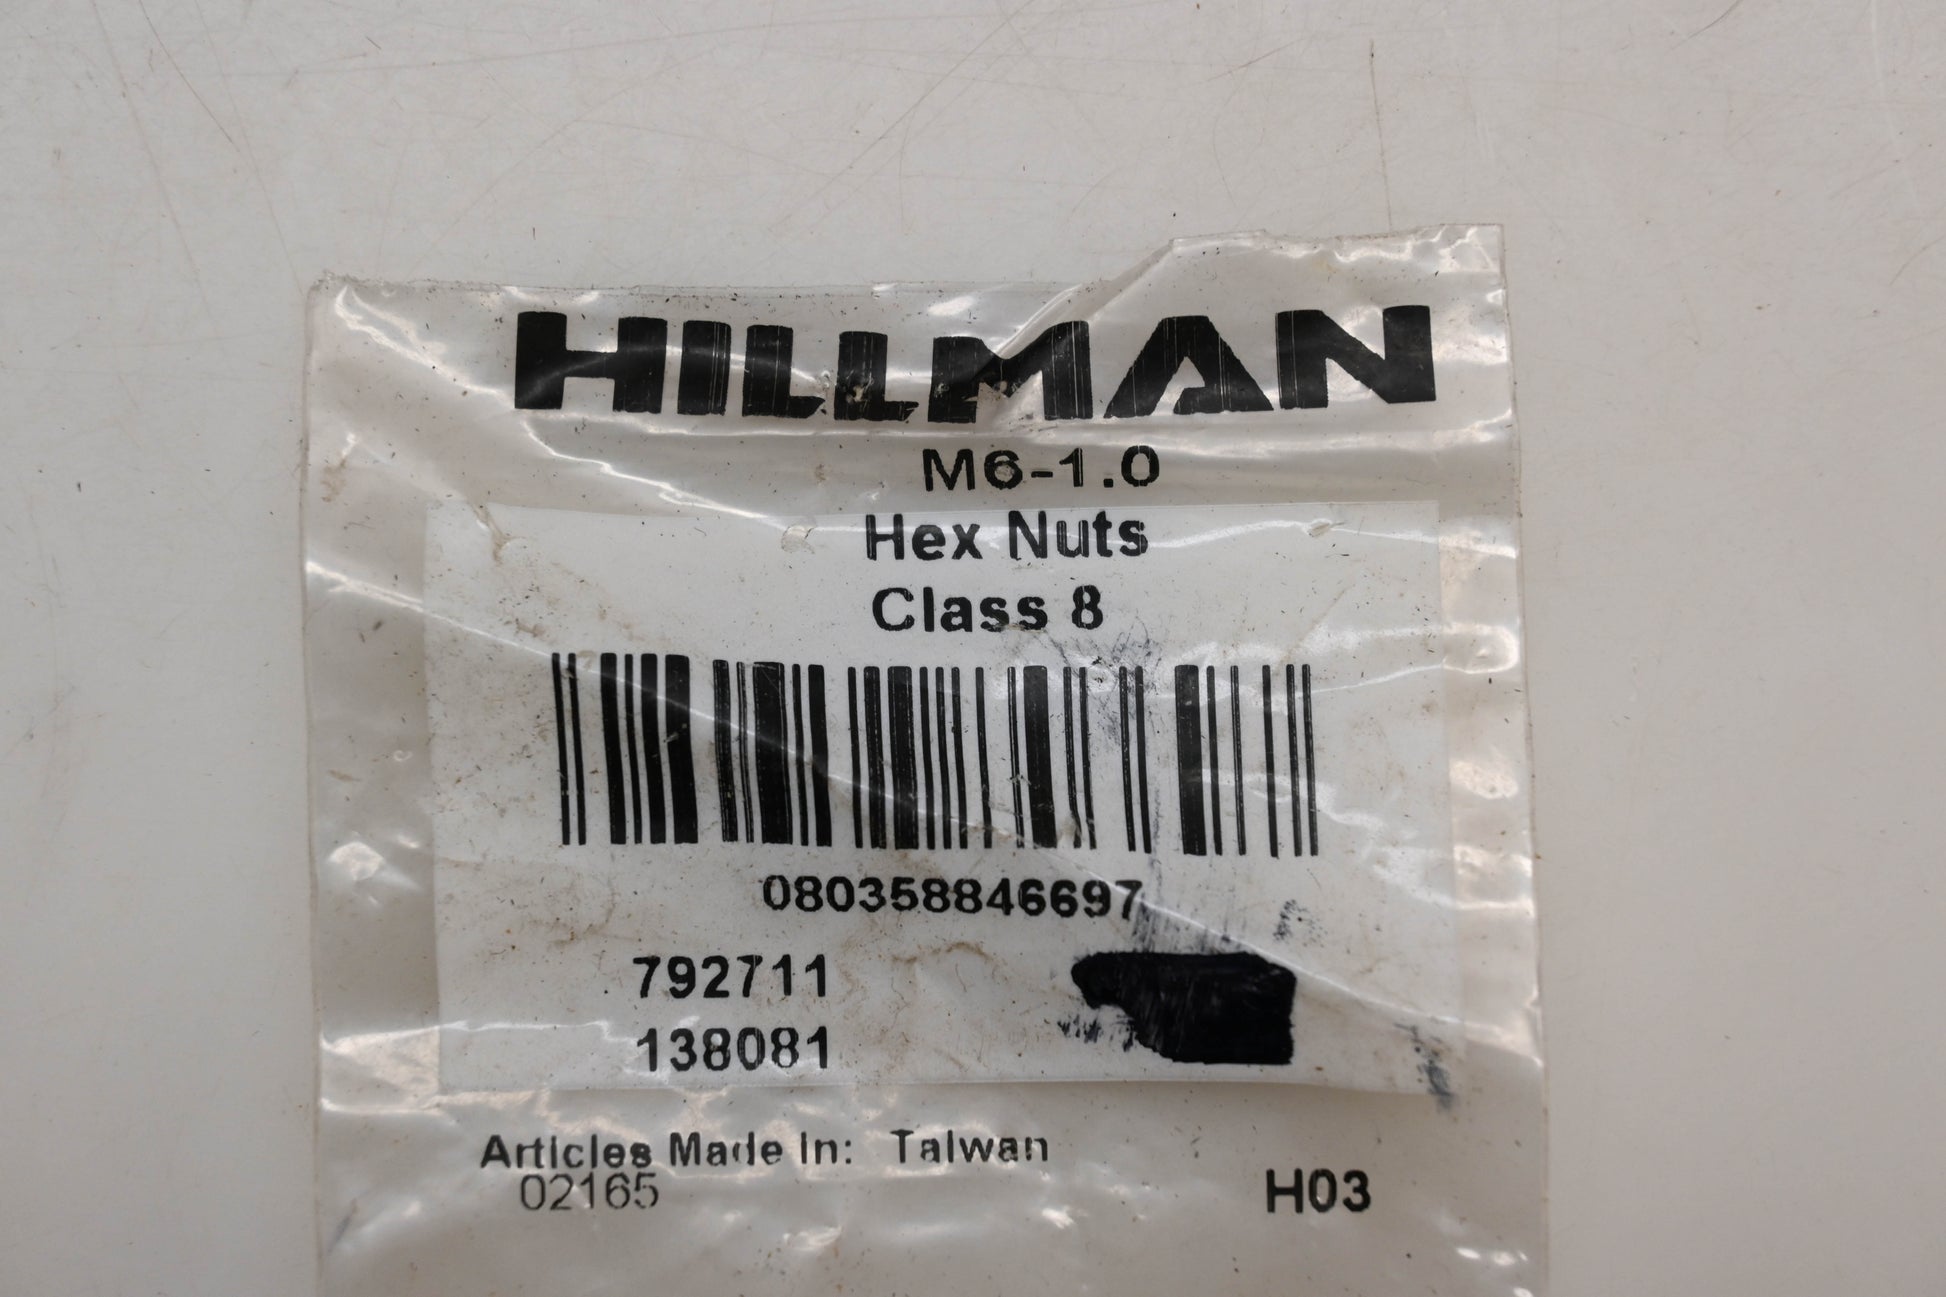 HILLMAN
M6-1.0
Hex Nuts
Class 8
080358846697
792711
138081
Articles Made In: Taiwan
02165
H03